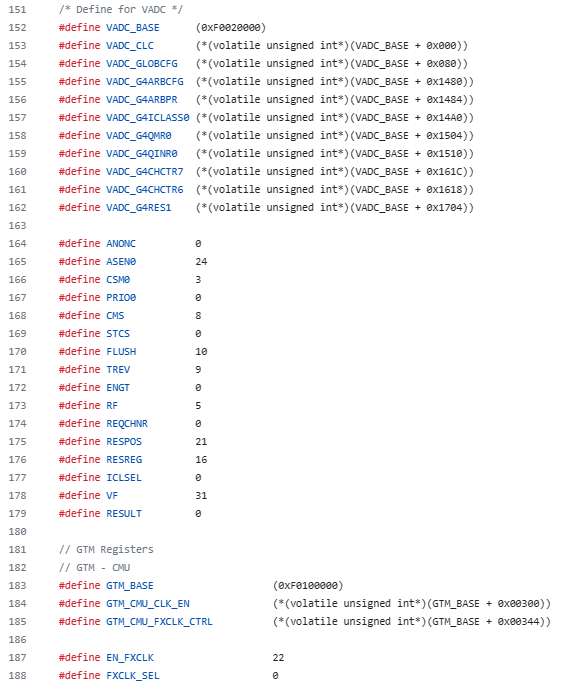 151 /* Define for VADC */
152 #define VADC_BASE (0xF0020000)
153 #define VADC_CLC (*(volatile unsigned int*)(VADC_BASE + 0x000))
154 #define VADC_GLOBCFG (*(volatile unsigned int*)(VADC_BASE + 0x080))
155 #define VADC_G4ARBCFG (*(volatile unsigned int*)(VADC_BASE + 0x1480))
156 #define VADC_G4ARBPR (*(volatile unsigned int*)(VADC_BASE + 0x1484))
157 #define VADC_G4ICLASS0 (*(volatile unsigned int*)(VADC_BASE + 0x14A0))
158 #define VADC_G4QMR0 (*(volatile unsigned int*)(VADC_BASE + 0x1504))
159 #define VADC_G4QINR0 (*(volatile unsigned int*)(VADC_BASE + 0x1510))
160 #define VADC_G4CHCTR7 (*(volatile unsigned int*)(VADC_BASE + 0x161C))
161 #define VADC_G4CHCTR6 (*(volatile unsigned int*)(VADC_BASE + 0x1618))
162 #define VADC_G4RES1 (*(volatile unsigned int*)(VADC_BASE + 0x1704))
163
164 #define ANONC 0
165 #define ASEN0 24
166 #define CSM0 3
167 #define PRIO0 0
168 #define CMS 8
169 #define STCS 0
170 #define FLUSH 10
171 #define TREV 9
172 #define ENGT 0
173 #define RF 5
174 #define REQCHNR 0
175 #define RESPOS 21
176 #define RESREG 16
177 #define ICLSEL 0
178 #define VF 31
179 #define RESULT 0
180
181 // GTM Registers
182 // GTM - CMU
183 #define GTM_BASE (0xF0100000)
184 #define GTM_CMU_CLK_EN (*(volatile unsigned int*)(GTM_BASE + 0x00300))
185 #define GTM_CMU_FXCLK_CTRL (*(volatile unsigned int*)(GTM_BASE + 0x00344))
186
187 #define EN_FXCLK 22
188 #define FXCLK_SEL 0